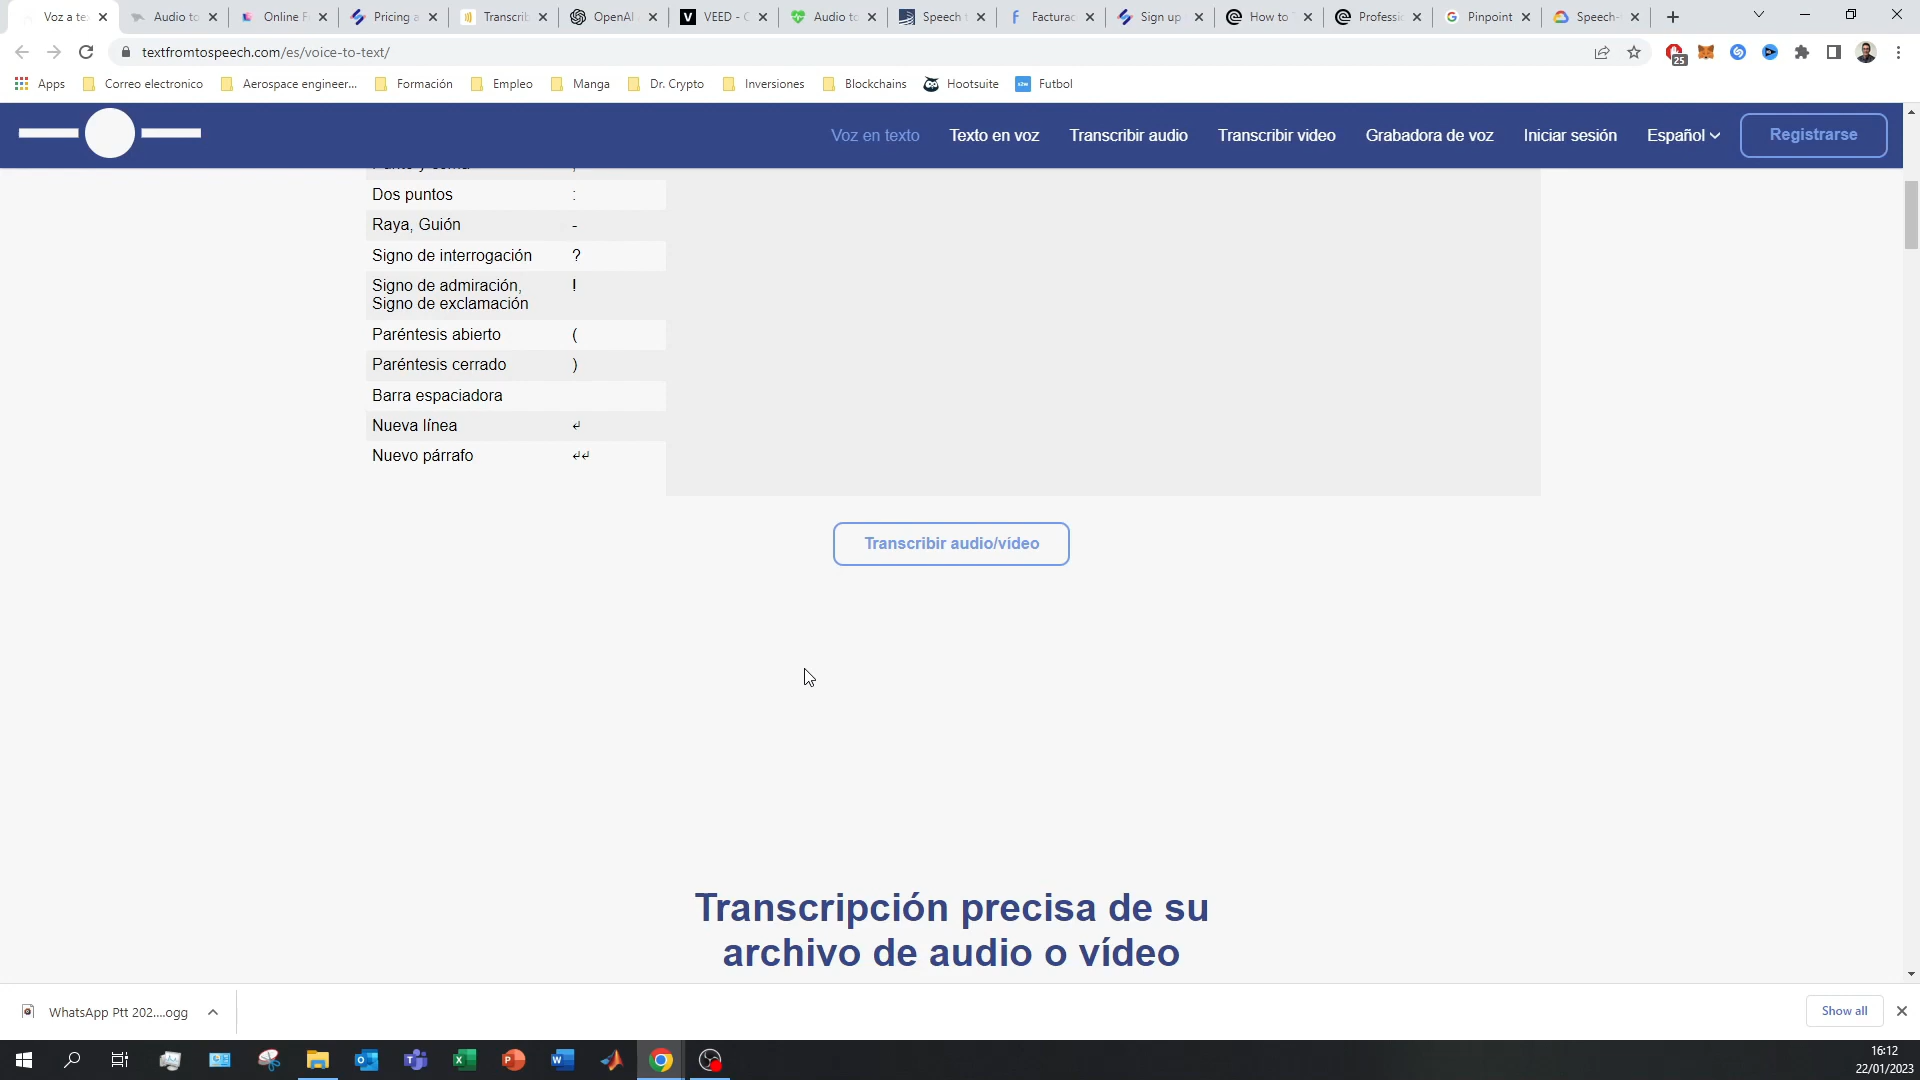 Voz a te
Audio to
Online F
Pricing a
Transcrib
OpenAI
VEED - C
Audio to
Speech t
Facturac
Sign up
How to T
Professi
Pinpoint
Speech-
textfromtospeech.com/es/voice-to-text/
25
Apps
Correo electronico
Aerospace engineer...
Formación
Empleo
Manga
Dr. Crypto
Inversiones
Blockchains
Hootsuite
Futbol
Voz en texto
Texto en voz
Transcribir audio
Transcribir video
Grabadora de voz
Iniciar sesión
Español
Registrarse
Dos puntos :
Raya, Guión -
Signo de interrogación ?
Signo de admiración, !
Signo de exclamación
Paréntesis abierto (
Paréntesis cerrado )
Barra espaciadora
Nueva línea ↵
Nuevo párrafo ↵↵
Transcribir audio/vídeo
Transcripción precisa de su
archivo de audio o vídeo
WhatsApp Ptt 202....ogg
Show all
16:12
22/01/2023